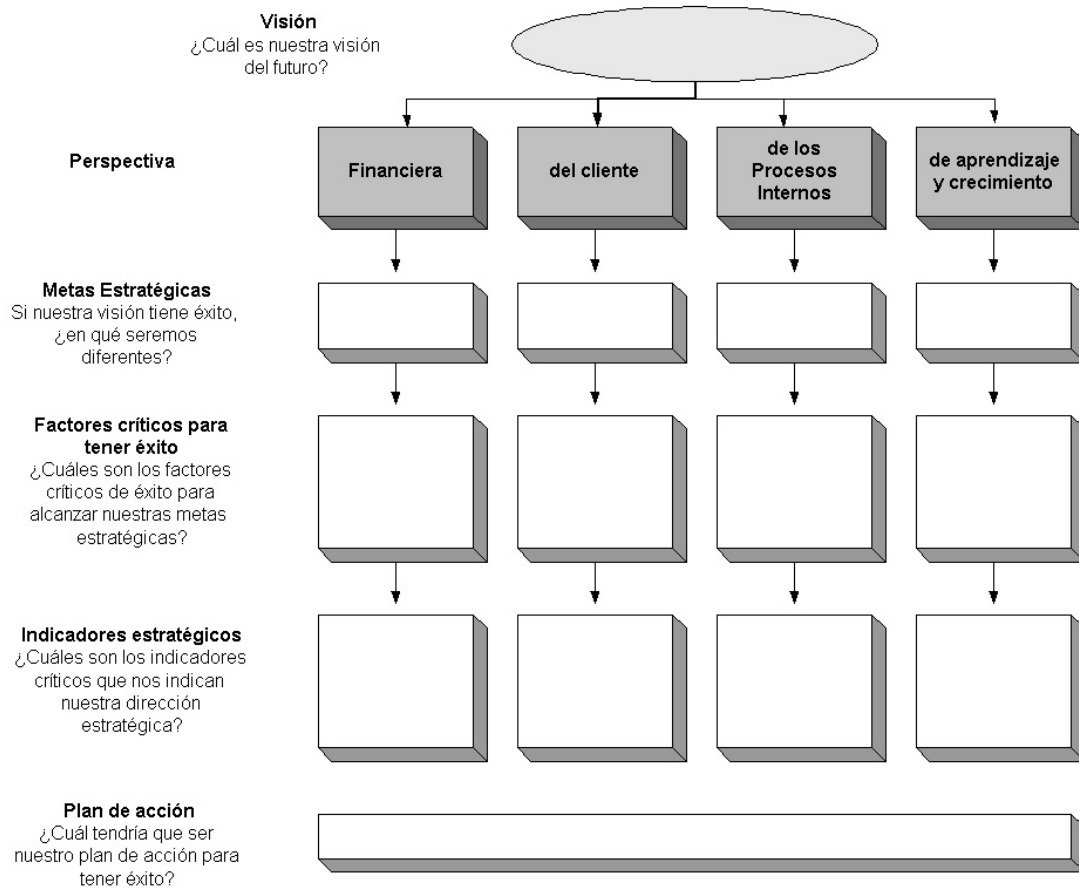 Visión
¿Cuál es nuestra visión
del futuro?
Perspectiva
Financiera
del cliente
de los
Procesos
Internos
de aprendizaje
y crecimiento
Metas Estratégicas
Si nuestra visión tiene éxito,
¿en qué seremos
diferentes?
Factores críticos para
tener éxito
¿Cuáles son los factores
críticos de éxito para
alcanzar nuestras metas
estratégicas?
Indicadores estratégicos
¿Cuáles son los indicadores
críticos que nos indican
nuestra dirección
estratégica?
Plan de acción
¿Cuál tendría que ser
nuestro plan de acción para
tener éxito?